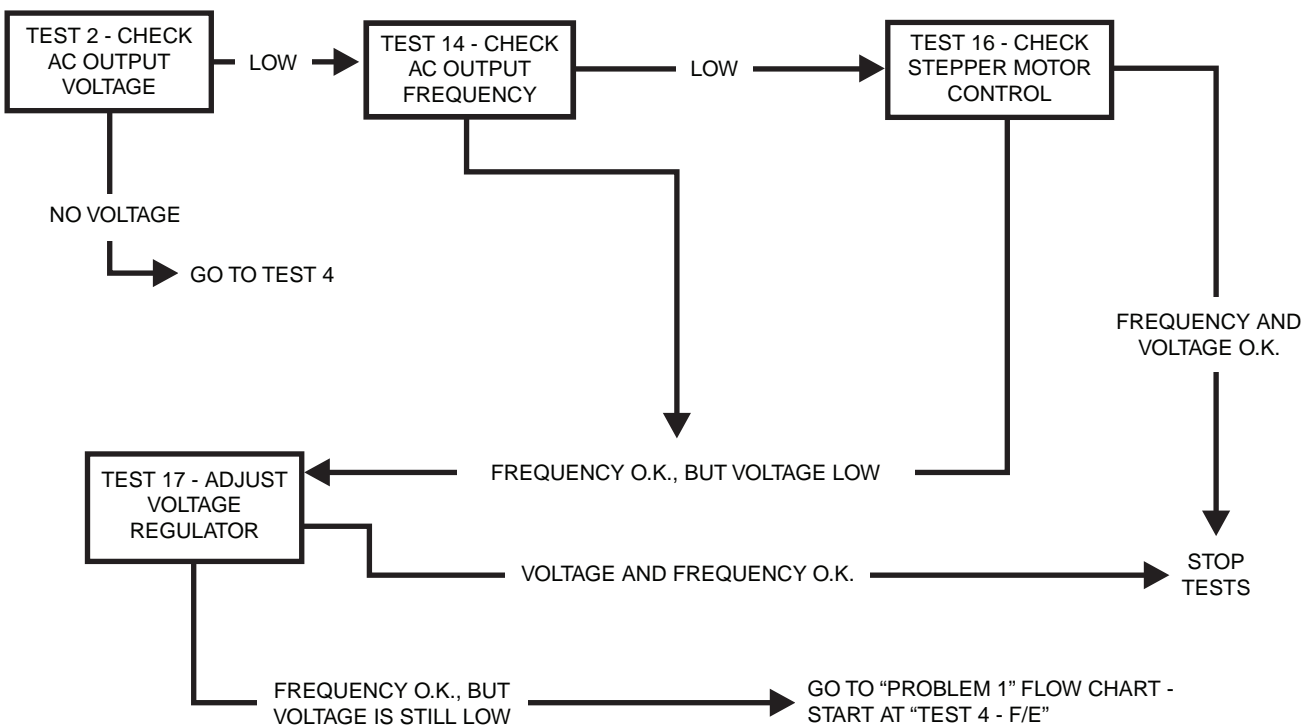 TEST 2 - CHECK
AC OUTPUT
VOLTAGE
LOW
TEST 14 - CHECK
AC OUTPUT
FREQUENCY
LOW
TEST 16 - CHECK
STEPPER MOTOR
CONTROL
NO VOLTAGE
GO TO TEST 4
FREQUENCY AND
VOLTAGE O.K.
TEST 17 - ADJUST
VOLTAGE
REGULATOR
FREQUENCY O.K., BUT VOLTAGE LOW
VOLTAGE AND FREQUENCY O.K.
STOP
TESTS
FREQUENCY O.K., BUT
VOLTAGE IS STILL LOW
GO TO “PROBLEM 1” FLOW CHART -
START AT “TEST 4 - F/E”